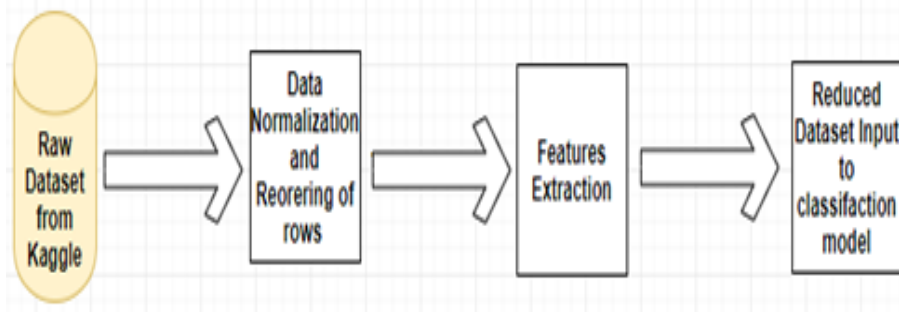 Raw
Dataset
from
Kaggle
Data
Normalization
and
Reorering of
rows
Features
Extraction
Reduced
Dataset Input
to
classifaction
model